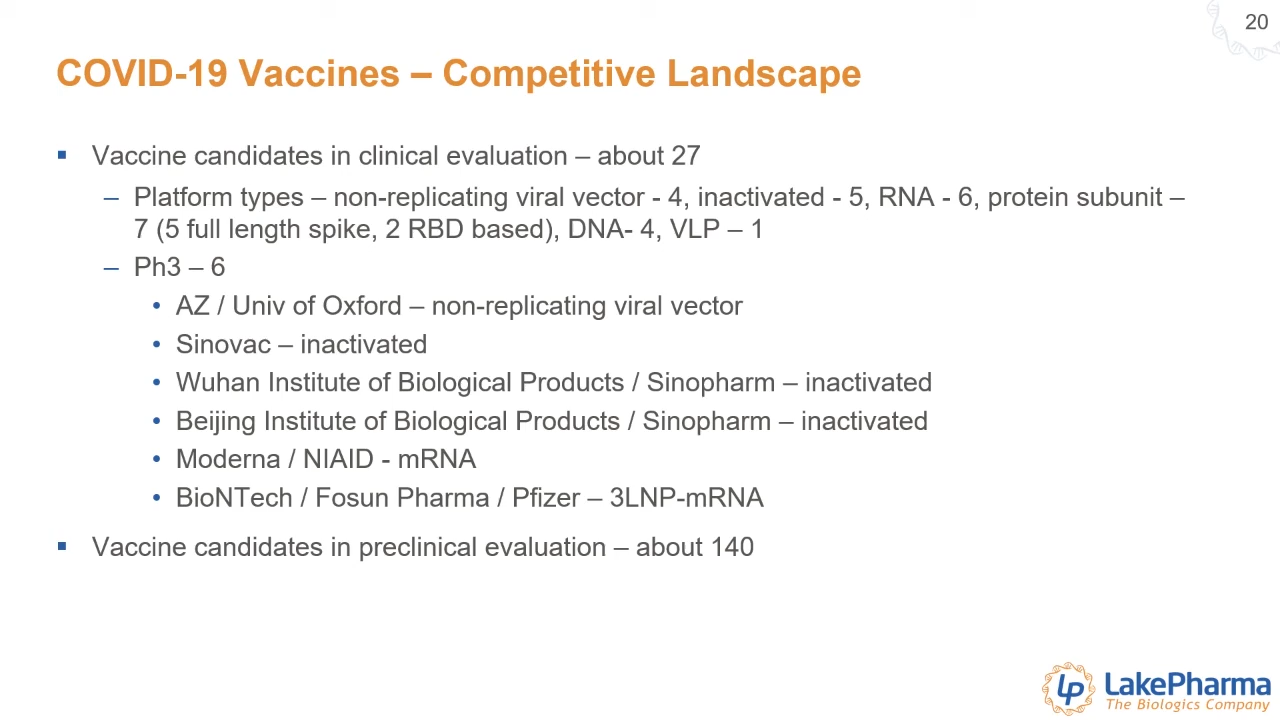 20
COVID-19 Vaccines – Competitive Landscape
▪ Vaccine candidates in clinical evaluation – about 27
– Platform types – non-replicating viral vector - 4, inactivated - 5, RNA - 6, protein subunit –
7 (5 full length spike, 2 RBD based), DNA- 4, VLP – 1
– Ph3 – 6
• AZ / Univ of Oxford – non-replicating viral vector
• Sinovac – inactivated
• Wuhan Institute of Biological Products / Sinopharm – inactivated
• Beijing Institute of Biological Products / Sinopharm – inactivated
• Moderna / NIAID - mRNA
• BioNTech / Fosun Pharma / Pfizer – 3LNP-mRNA
▪ Vaccine candidates in preclinical evaluation – about 140
LP LakePharma
The Biologics Company